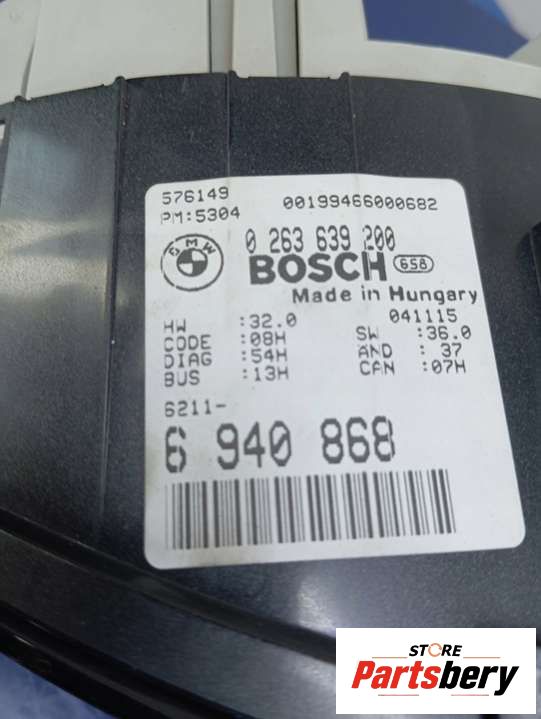 576149
PM:5304
00199466000682
BMW
0 263 639 200
BOSCH 658
Made in Hungary
041115
HW :32.0
SW :36.0
CODE :08H
AND : 37
DIAG :54H
CAN :07H
BUS :13H
6211-
6 940 868
STORE
Partsbery